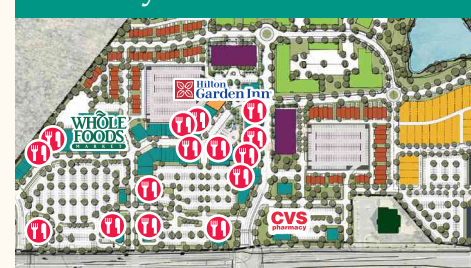 Hilton
Garden Inn
WHOLE
FOODS
MARKET
CVS
pharmacy